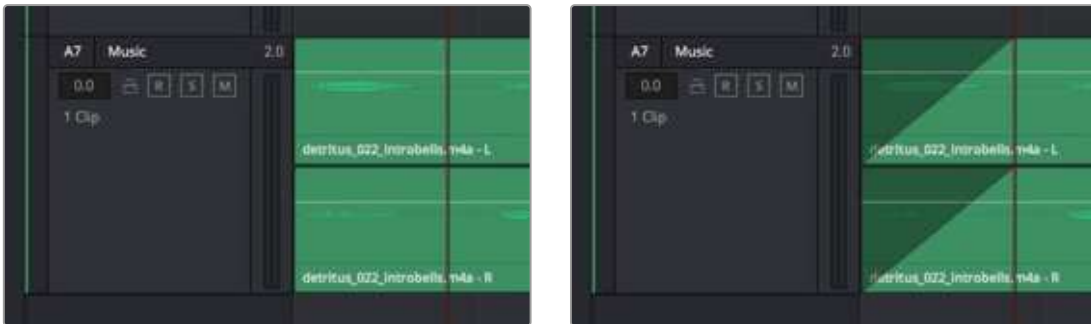 A7 Music 2.0
0.0 R S M
1 Clip
detritus_022_introbells.m4a - L
detritus_022_introbells.m4a - R
A7 Music 2.0
0.0 R S M
1 Clip
detritus_022_introbells.m4a - L
detritus_022_introbells.m4a - R